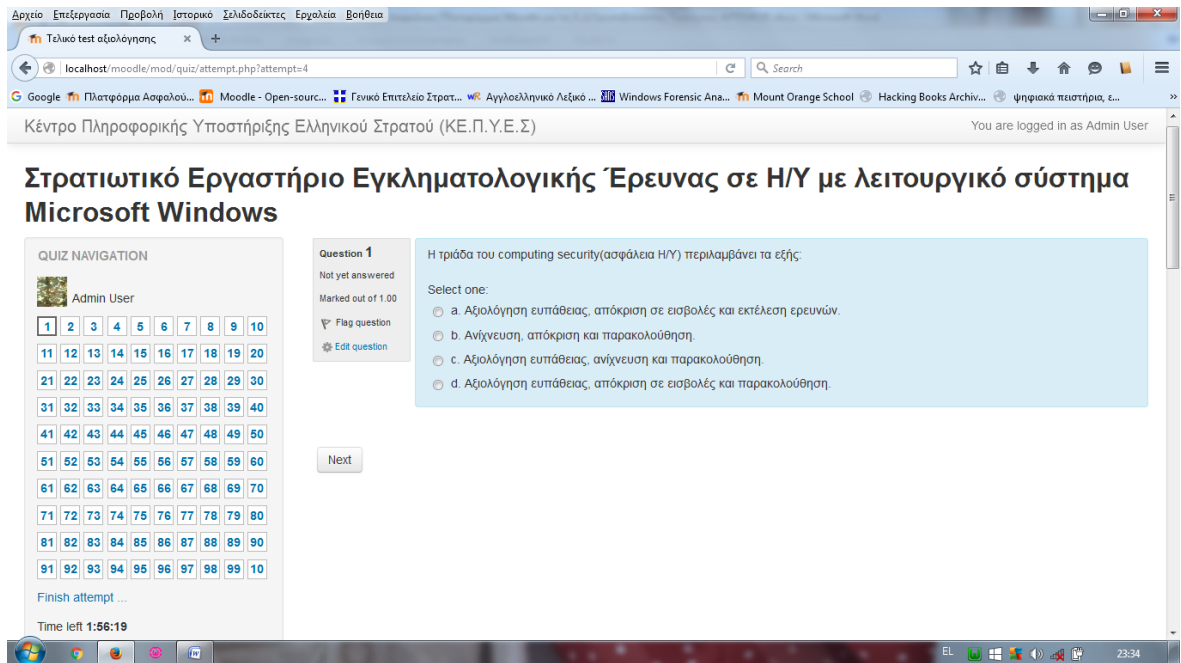 Αρχείο Επεξεργασία Προβολή Ιστορικό Σελιδοδείκτες Εργαλεία Βοήθεια
Τελικό test αξιολόγησης × +
localhost/moodle/mod/quiz/attempt.php?attempt=4
Search
Google Πλατφόρμα Ασφαλού... Moodle - Open-sourc... Γενικό Επιτελείο Στρατ... Αγγλοελληνικό Λεξικό ... Windows Forensic Ana... Mount Orange School Hacking Books Archiv... ψηφιακά πειστήρια, ε... »
Κέντρο Πληροφορικής Υποστήριξης Ελληνικού Στρατού (ΚΕ.Π.Υ.Ε.Σ)
You are logged in as Admin User
Στρατιωτικό Εργαστήριο Εγκληματολογικής Έρευνας σε Η/Υ με λειτουργικό σύστημα
Microsoft Windows
QUIZ NAVIGATION
Admin User
1 2 3 4 5 6 7 8 9 10
11 12 13 14 15 16 17 18 19 20
21 22 23 24 25 26 27 28 29 30
31 32 33 34 35 36 37 38 39 40
41 42 43 44 45 46 47 48 49 50
51 52 53 54 55 56 57 58 59 60
61 62 63 64 65 66 67 68 69 70
71 72 73 74 75 76 77 78 79 80
81 82 83 84 85 86 87 88 89 90
91 92 93 94 95 96 97 98 99 10
Finish attempt ...
Time left 1:56:19
Question 1
Not yet answered
Marked out of 1.00
Flag question
Edit question
Η τριάδα του computing security(ασφάλεια Η/Υ) περιλαμβάνει τα εξής:
Select one:
a. Αξιολόγηση ευπάθειας, απόκριση σε εισβολές και εκτέλεση ερευνών.
b. Ανίχνευση, απόκριση και παρακολούθηση.
c. Αξιολόγηση ευπάθειας, ανίχνευση και παρακολούθηση.
d. Αξιολόγηση ευπάθειας, απόκριση σε εισβολές και παρακολούθηση.
Next
EL
23:34